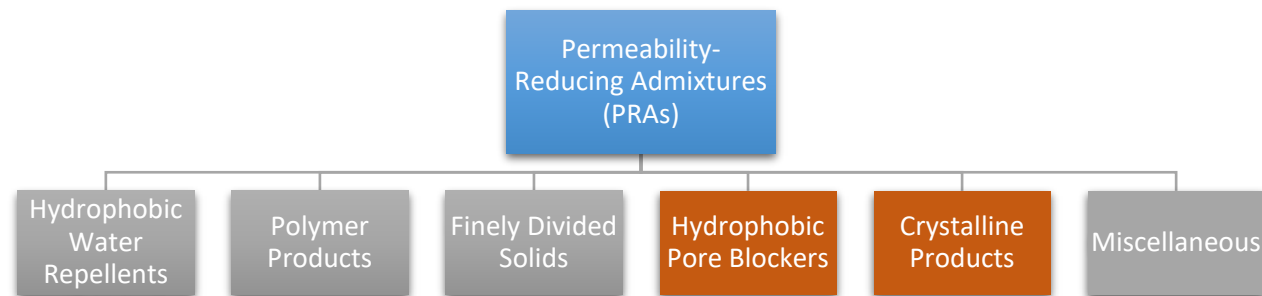 Permeability-
Reducing Admixtures
(PRAs)
Hydrophobic
Water
Repellents
Polymer
Products
Finely Divided
Solids
Hydrophobic
Pore Blockers
Crystalline
Products
Miscellaneous